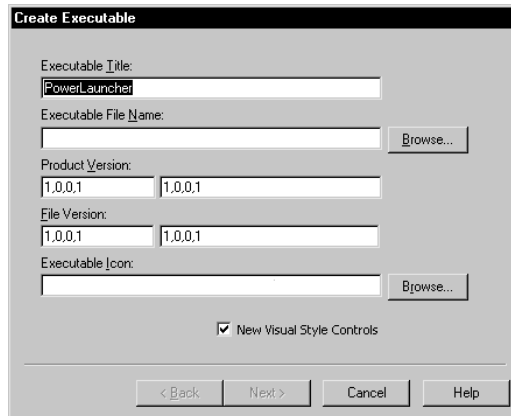 Create Executable
Executable Title:
PowerLauncher
Executable File Name:
Browse...
Product Version:
1,0,0,1 1,0,0,1
File Version:
1,0,0,1 1,0,0,1
Executable Icon:
Browse...
New Visual Style Controls
< Back Next > Cancel Help